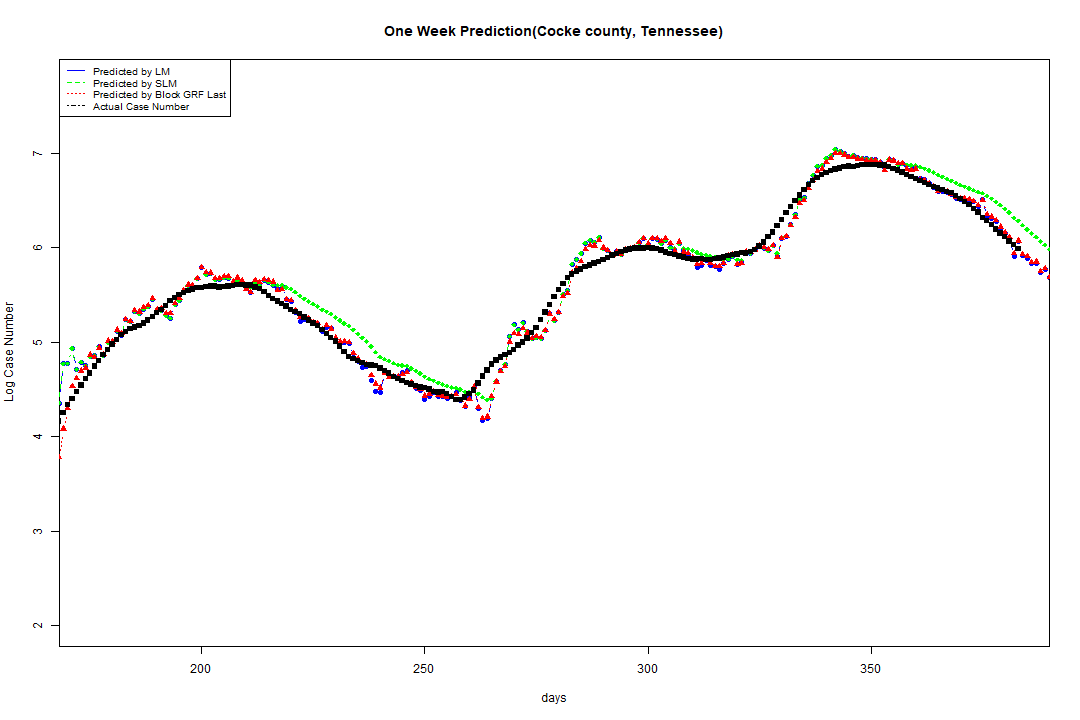 One Week Prediction(Cocke county, Tennessee)
Predicted by LM
Predicted by SLM
Predicted by Block GRF Last
Actual Case Number
7
6
5
4
3
2
Log Case Number
200 250 300 350
days